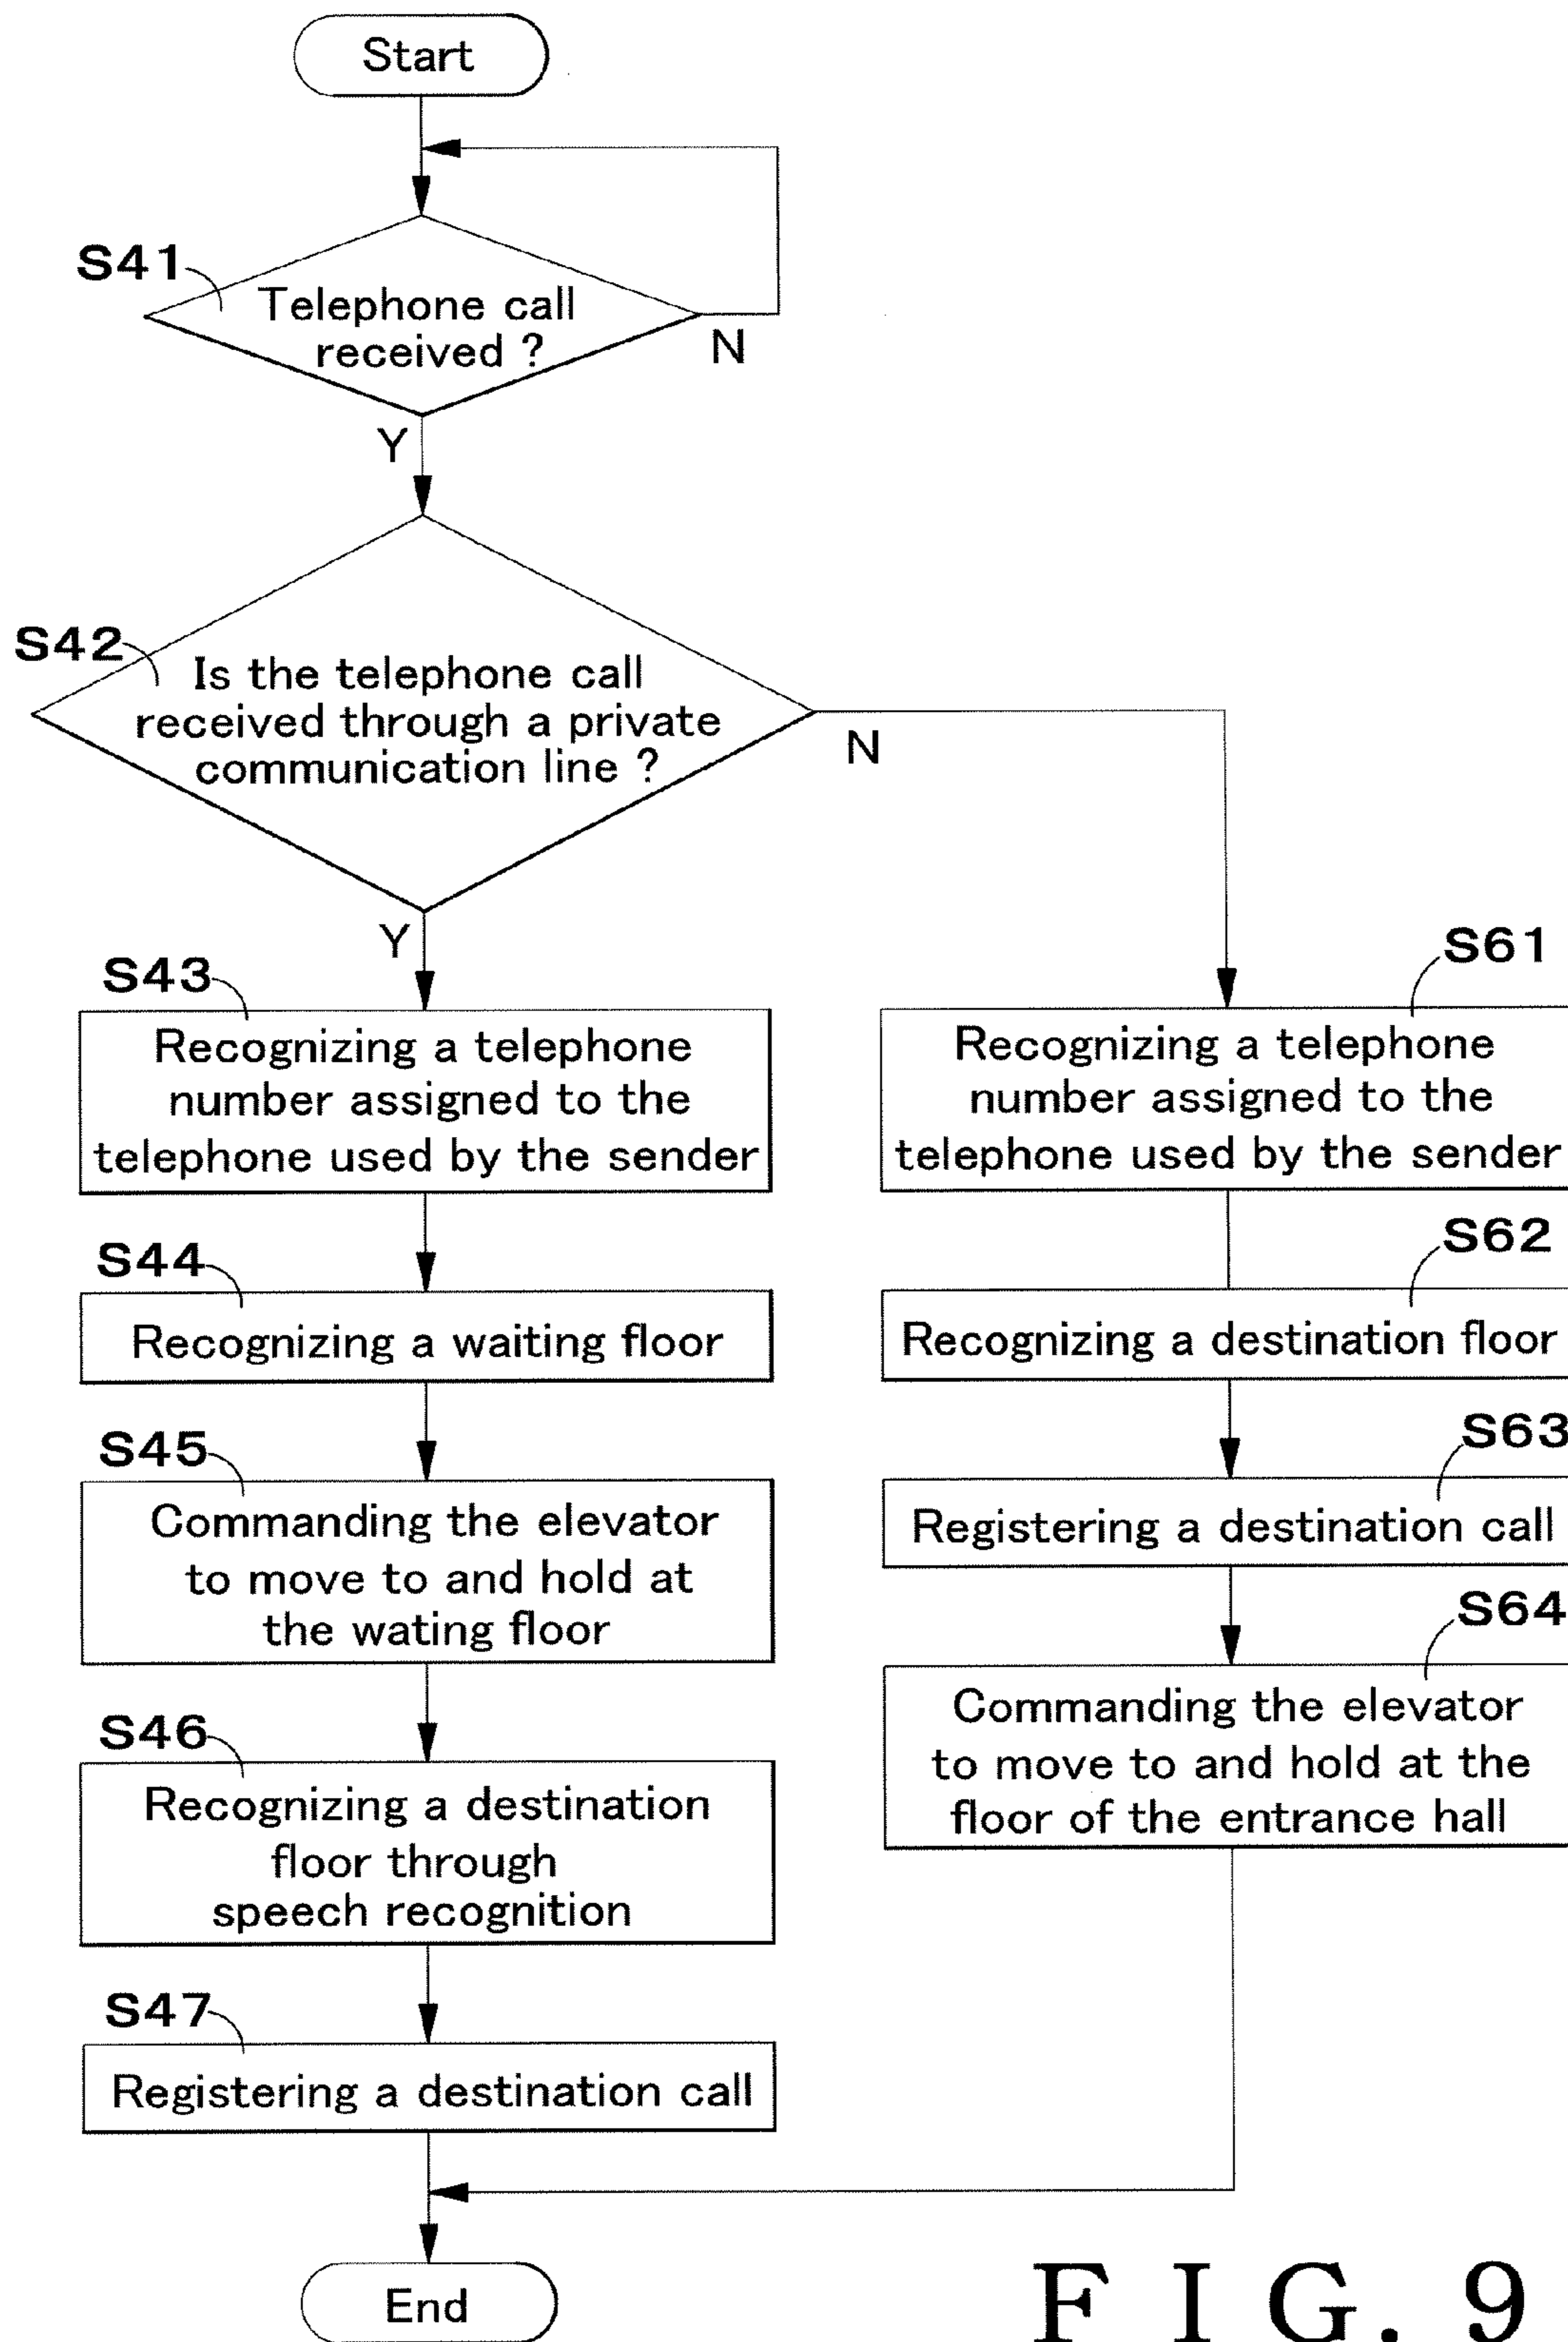 Start
S41
Telephone call
received ?
N
Y
S42
Is the telephone call
received through a private
communication line ?
N
Y
S43
Recognizing a telephone
number assigned to the
telephone used by the sender
S44
Recognizing a waiting floor
S45
Commanding the elevator
to move to and hold at
the wating floor
S46
Recognizing a destination
floor through
speech recognition
S47
Registering a destination call
S61
Recognizing a telephone
number assigned to the
telephone used by the sender
S62
Recognizing a destination floor
S63
Registering a destination call
S64
Commanding the elevator
to move to and hold at the
floor of the entrance hall
End
FIG. 9